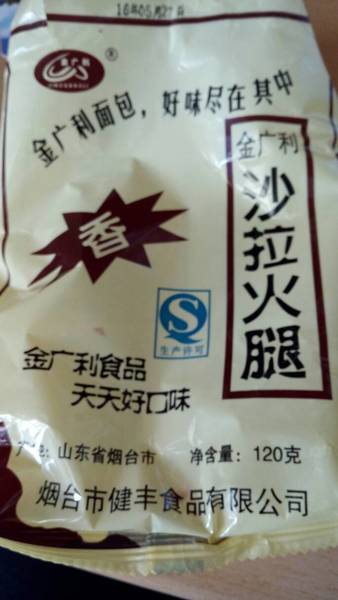 金广利
®
金广利面包，好味尽在其中
金广利
沙拉火腿
香
生产许可
金广利食品
天天好口味
山东省烟台市 净含量：120克
烟台市健丰食品有限公司